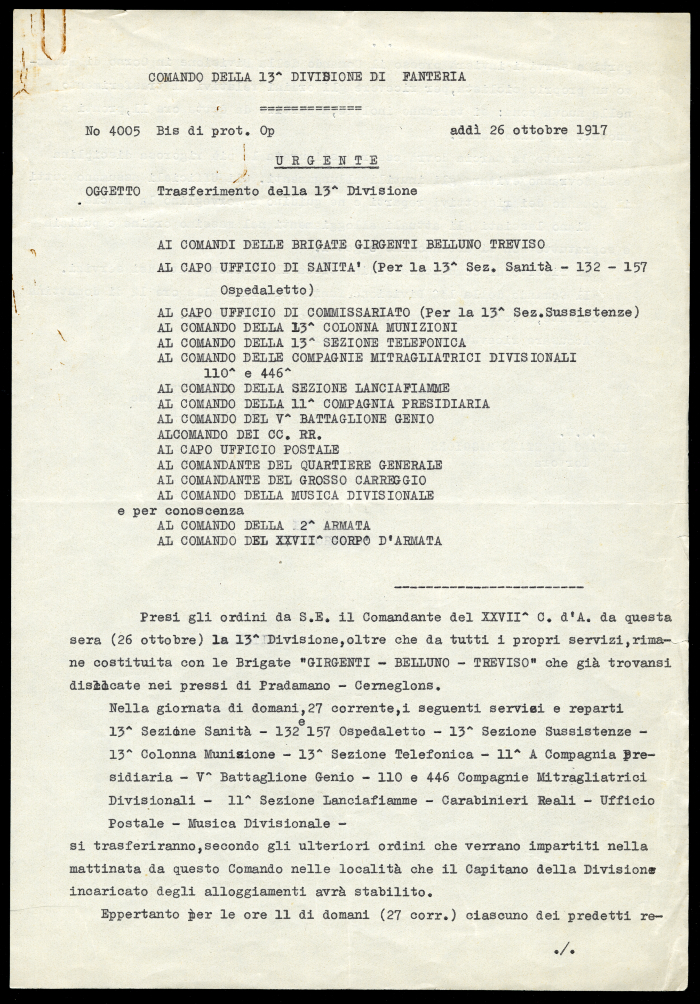 COMANDO DELLA 13^ DIVISIONE DI FANTERIA
=============
No 4005 Bis di prot. Op addì 26 ottobre 1917
U R G E N T E
OGGETTO Trasferimento della 13^ Divisione
AI COMANDI DELLE BRIGATE GIRGENTI BELLUNO TREVISO
AL CAPO UFFICIO DI SANITA' (Per la 13^ Sez. Sanità - 132 - 157
Ospedaletto)
AL CAPO UFFICIO DI COMMISSARIATO (Per la 13^ Sez.Sussistenze)
AL COMANDO DELLA 13^ COLONNA MUNIZIONI
AL COMANDO DELLA 13^ SEZIONE TELEFONICA
AL COMANDO DELLE COMPAGNIE MITRAGLIATRICI DIVISIONALI
110^ e 446^
AL COMANDO DELLA SEZIONE LANCIAFIAMME
AL COMANDO DELLA 11^ COMPAGNIA PRESIDIARIA
AL COMANDO DEL V^ BATTAGLIONE GENIO
ALCOMANDO DEI CC. RR.
AL CAPO UFFICIO POSTALE
AL COMANDANTE DEL QUARTIERE GENERALE
AL COMANDANTE DEL GROSSO CARREGGIO
AL COMANDO DELLA MUSICA DIVISIONALE
e per conoscenza
AL COMANDO DELLA 2^ ARMATA
AL COMANDO DEL XXVII^ CORPO D'ARMATA
------------------------
Presi gli ordini da S.E. il Comandante del XXVII^ C. d'A. da questa
sera (26 ottobre) la 13^ Divisione,oltre che da tutti i propri servizi,rima-
ne costituita con le Brigate "GIRGENTI - BELLUNO - TREVISO" che già trovansi
dislocate nei pressi di Pradamano - Cerneglons.
Nella giornata di domani,27 corrente,i seguenti servizi e reparti
13^ Sezione Sanità - 132 e 157 Ospedaletto - 13^ Sezione Sussistenze -
13^ Colonna Munizione - 13^ Sezione Telefonica - 11^ A Compagnia Pre-
sidiaria - V^ Battaglione Genio - 110 e 446 Compagnie Mitragliatrici
Divisionali - 11^ Sezione Lanciafiamme - Carabinieri Reali - Ufficio
Postale - Musica Divisionale -
si trasferiranno,secondo gli ulteriori ordini che verrano impartiti nella
mattinata da questo Comando nelle località che il Capitano della Divisione
incaricato degli alloggiamenti avrà stabilito.
Eppertanto per le ore 11 di domani (27 corr.) ciascuno dei predetti re-
./.